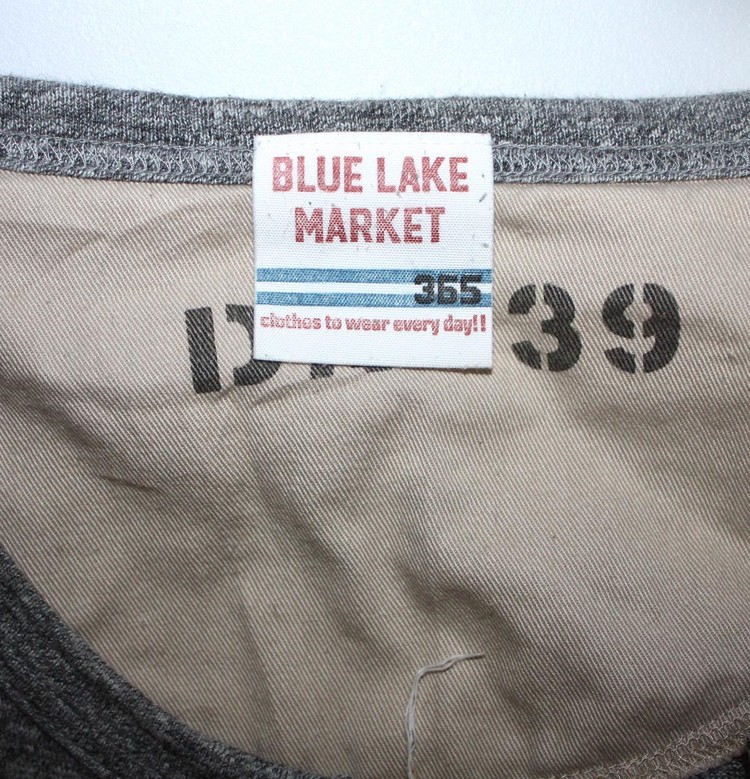 BLUE LAKE
MARKET
365
clothes to wear every day!!
39